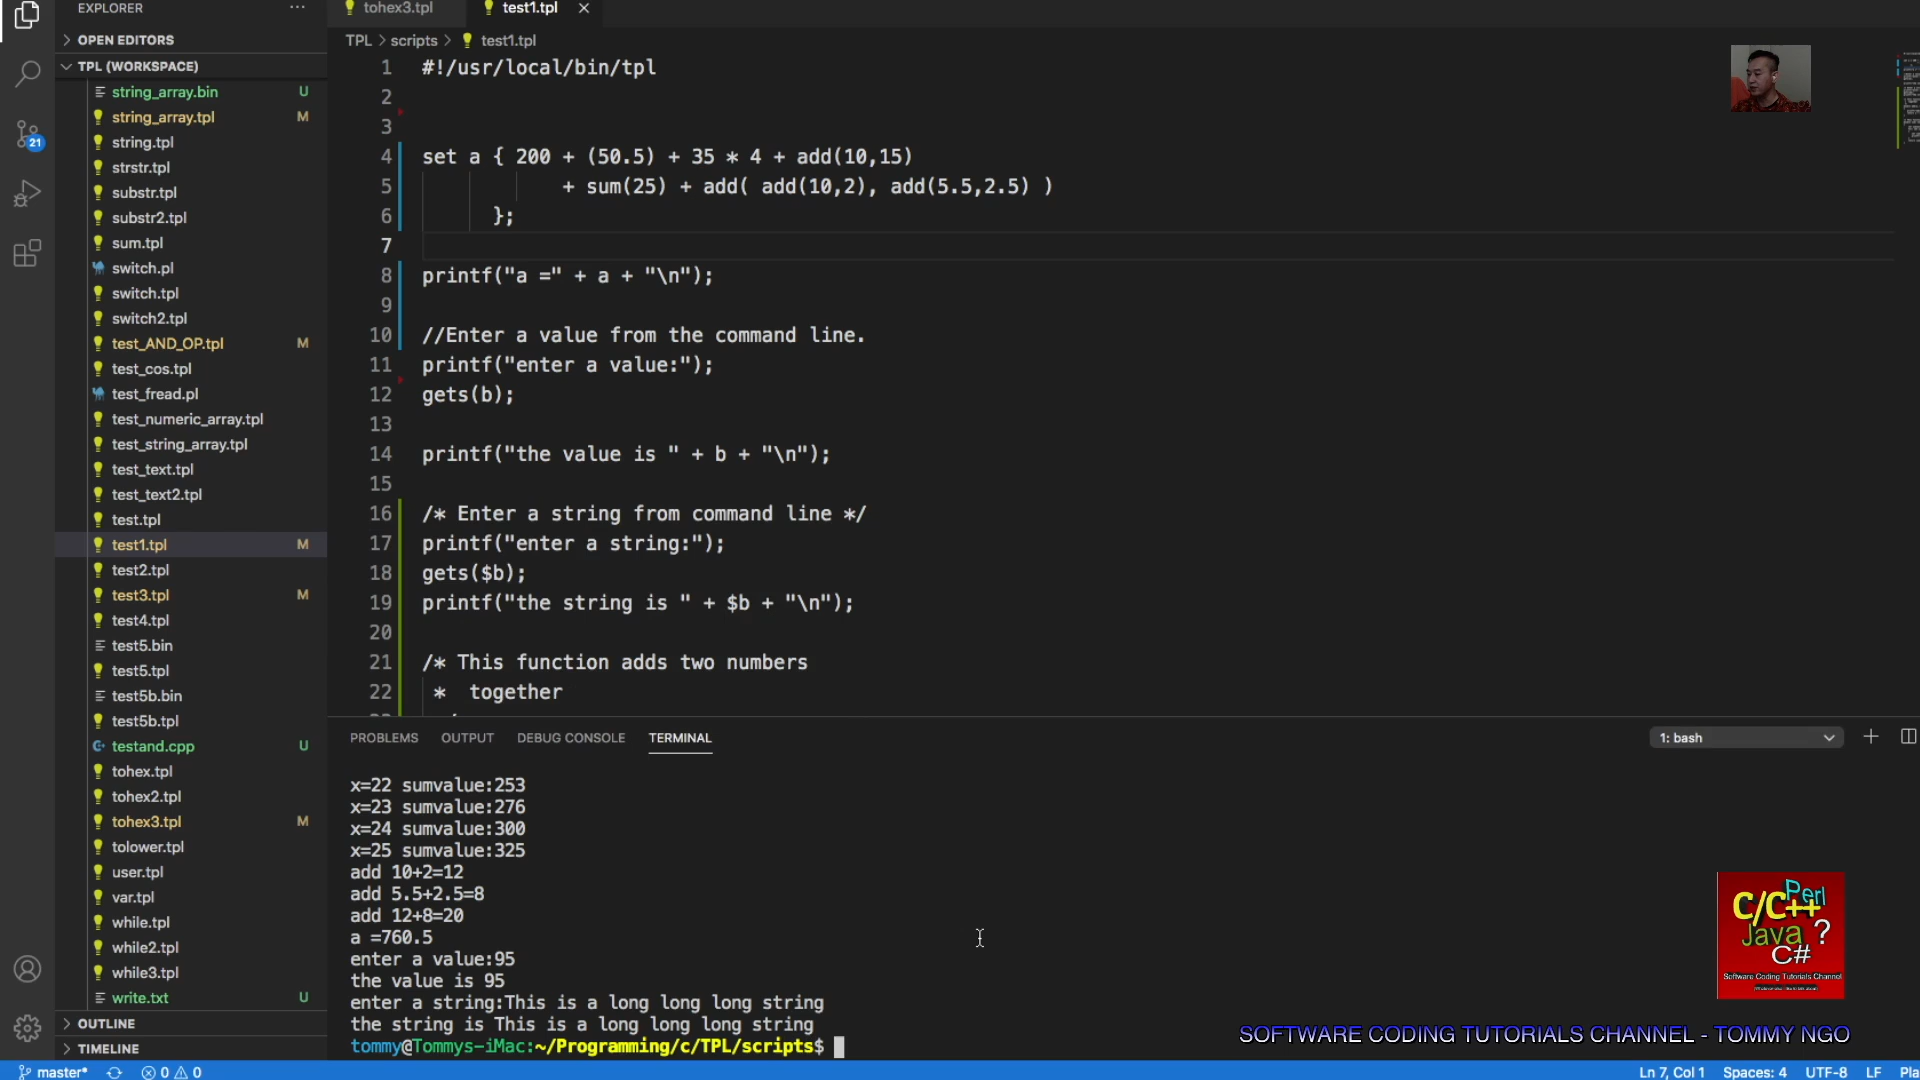 EXPLORER
tohex3.tpl
test1.tpl
OPEN EDITORS
TPL > scripts > test1.tpl
TPL (WORKSPACE)
string_array.bin U
string_array.tpl M
string.tpl
strstr.tpl
substr.tpl
substr2.tpl
sum.tpl
switch.pl
switch.tpl
switch2.tpl
test_AND_OP.tpl M
test_cos.tpl
test_fread.pl
test_numeric_array.tpl
test_string_array.tpl
test_text.tpl
test_text2.tpl
test.tpl
test1.tpl M
test2.tpl
test3.tpl M
test4.tpl
test5.bin
test5.tpl
test5b.bin
test5b.tpl
testand.cpp U
tohex.tpl
tohex2.tpl
tohex3.tpl M
tolower.tpl
user.tpl
var.tpl
while.tpl
while2.tpl
while3.tpl
write.txt U
OUTLINE
TIMELINE
21
1 #!/usr/local/bin/tpl
2
3
4 set a { 200 + (50.5) + 35 * 4 + add(10,15)
5 + sum(25) + add( add(10,2), add(5.5,2.5) )
6 };
7
8 printf("a =" + a + "\n");
9
10 //Enter a value from the command line.
11 printf("enter a value:");
12 gets(b);
13
14 printf("the value is " + b + "\n");
15
16 /* Enter a string from command line */
17 printf("enter a string:");
18 gets($b);
19 printf("the string is " + $b + "\n");
20
21 /* This function adds two numbers
22 * together
PROBLEMS OUTPUT DEBUG CONSOLE TERMINAL
1: bash
x=22 sumvalue:253
x=23 sumvalue:276
x=24 sumvalue:300
x=25 sumvalue:325
add 10+2=12
add 5.5+2.5=8
add 12+8=20
a =760.5
enter a value:95
the value is 95
enter a string:This is a long long long string
the string is This is a long long long string
tommy@Tommys-iMac:~/Programming/c/TPL/scripts$
Perl
C/C++
Java ?
C#
Software Coding Tutorials Channel
SOFTWARE CODING TUTORIALS CHANNEL - TOMMY NGO
master* 0 0
Ln 7, Col 1 Spaces: 4 UTF-8 LF Pla